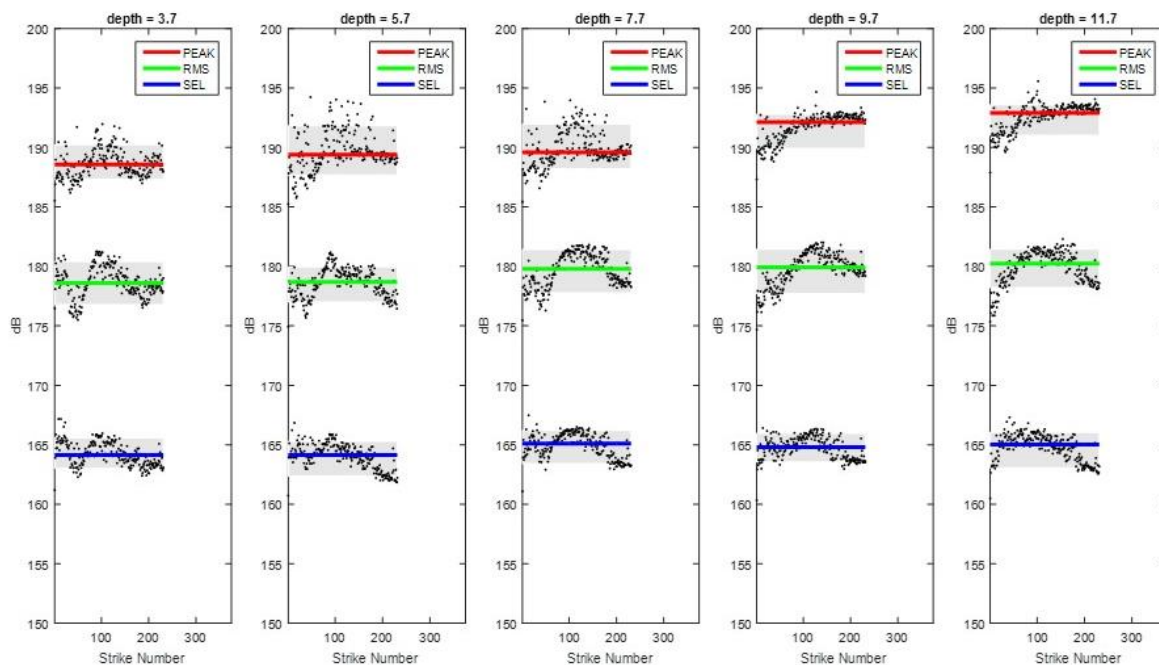 depth = 3.7
200
195
190
185
180
175
170
165
160
155
150
dB
100
200
300
Strike Number
PEAK
RMS
SEL
depth = 5.7
200
195
190
185
180
175
170
165
160
155
150
dB
100
200
300
Strike Number
PEAK
RMS
SEL
depth = 7.7
200
195
190
185
180
175
170
165
160
155
150
dB
100
200
300
Strike Number
PEAK
RMS
SEL
depth = 9.7
200
195
190
185
180
175
170
165
160
155
150
dB
100
200
300
Strike Number
PEAK
RMS
SEL
depth = 11.7
200
195
190
185
180
175
170
165
160
155
150
dB
100
200
300
Strike Number
PEAK
RMS
SEL